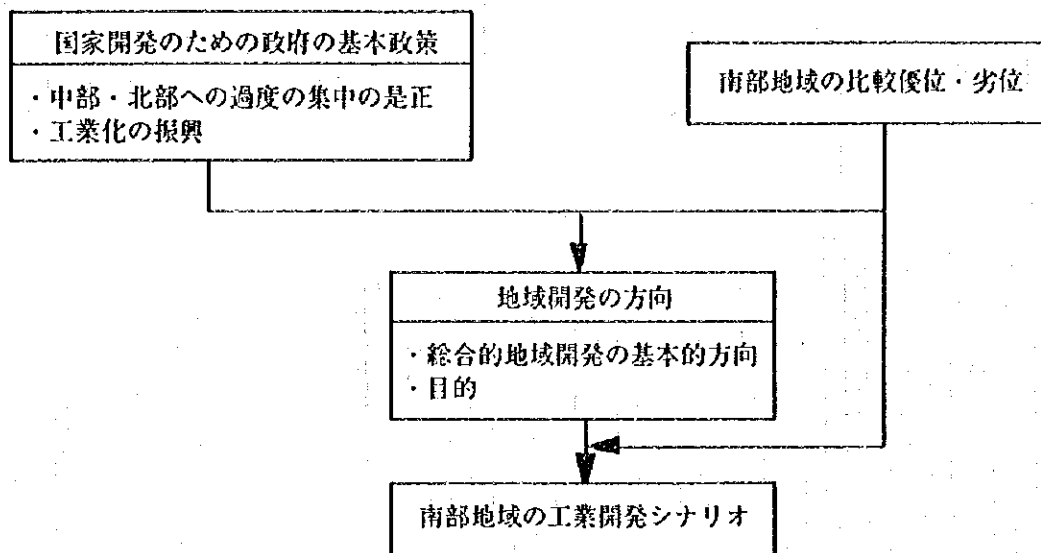 国家開発のための政府の基本政策
・中部・北部への過度の集中の是正
・工業化の振興
南部地域の比較優位・劣位
地域開発の方向
・総合的地域開発の基本的方向
・目的
南部地域の工業開発シナリオ